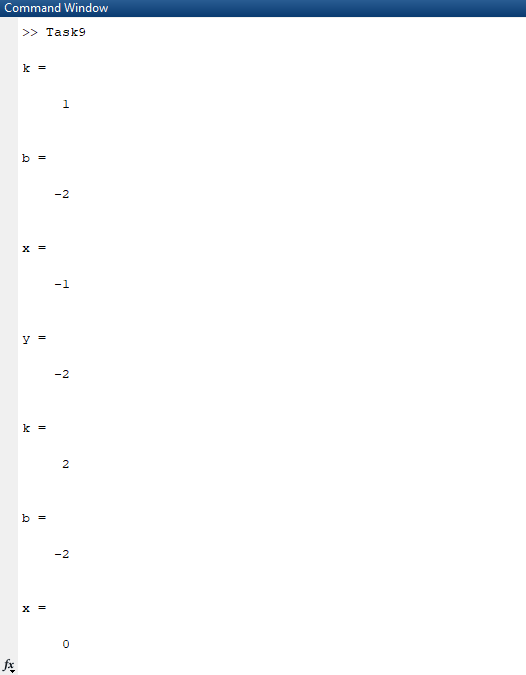 Command Window
>> Task9
k =
1
b =
-2
x =
-1
y =
-2
k =
2
b =
-2
x =
0
fx